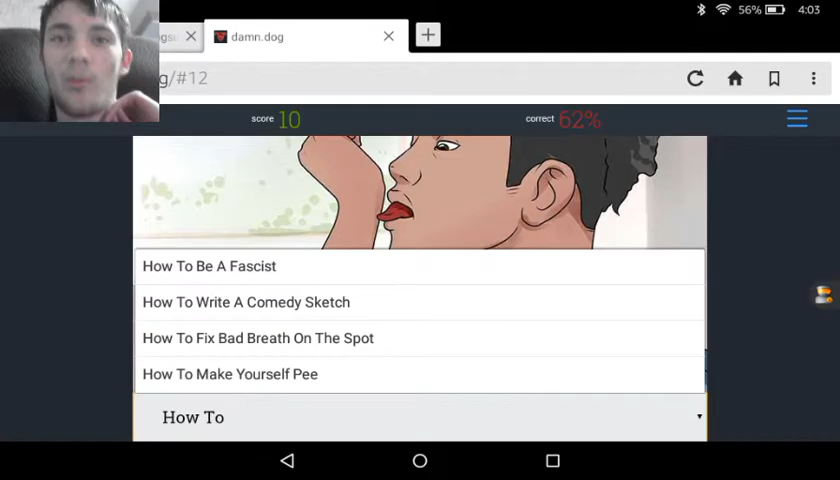 56% 4:03
damn.dog
g/#12
score 10 correct 62%
How To Be A Fascist
How To Write A Comedy Sketch
How To Fix Bad Breath On The Spot
How To Make Yourself Pee
How To